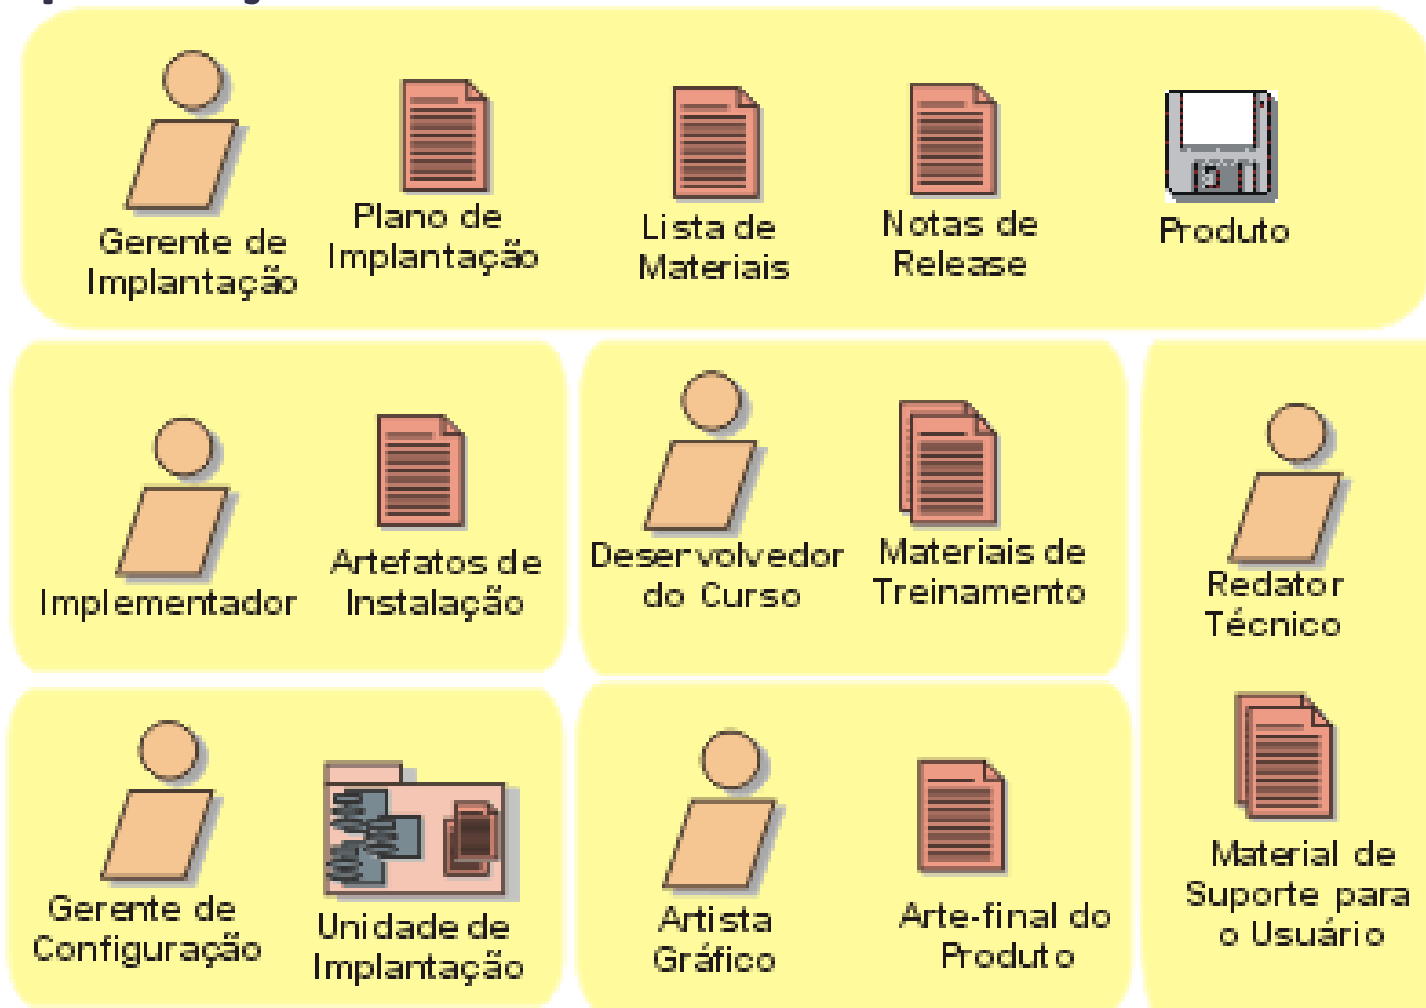 Gerente de
Implantação
Plano de
Implantação
Lista de
Materiais
Notas de
Release
Produto
Implementador
Artefatos de
Instalação
Desenvolvedor
do Curso
Materiais de
Treinamento
Redator
Técnico
Gerente de
Configuração
Unidade de
Implantação
Artista
Gráfico
Arte-final do
Produto
Material de
Suporte para
o Usuário